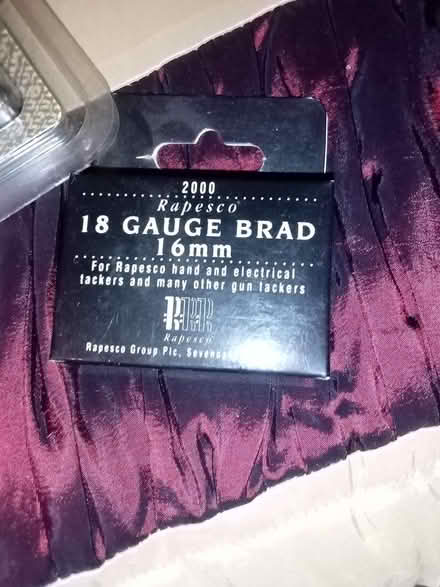 2000
Rapesco
18 GAUGE BRAD
16mm
For Rapesco hand and electrical
tackers and many other gun tackers
Rapesco
Rapesco Group Plc,